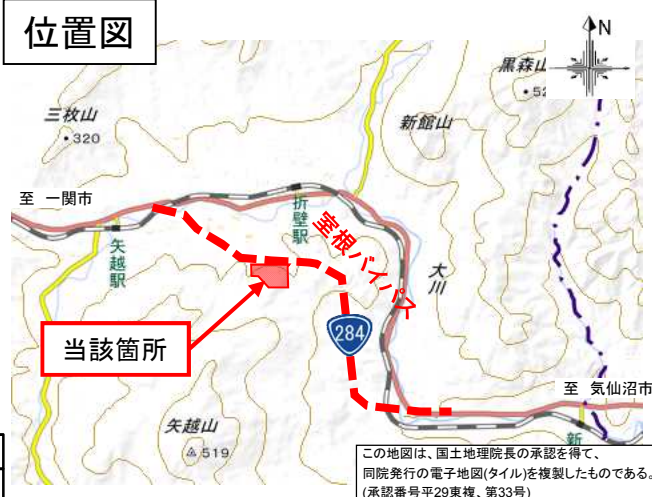 位置図
N
黒森山
三枚山
・320
新館山
至 一関市
折壁駅
矢越駅
室根バイパス
大川
当該箇所
284
至 気仙沼市
矢越山
519
新
この地図は、国土地理院長の承認を得て、
同院発行の電子地図(タイル)を複製したものである。
(承認番号平29東複、第33号)